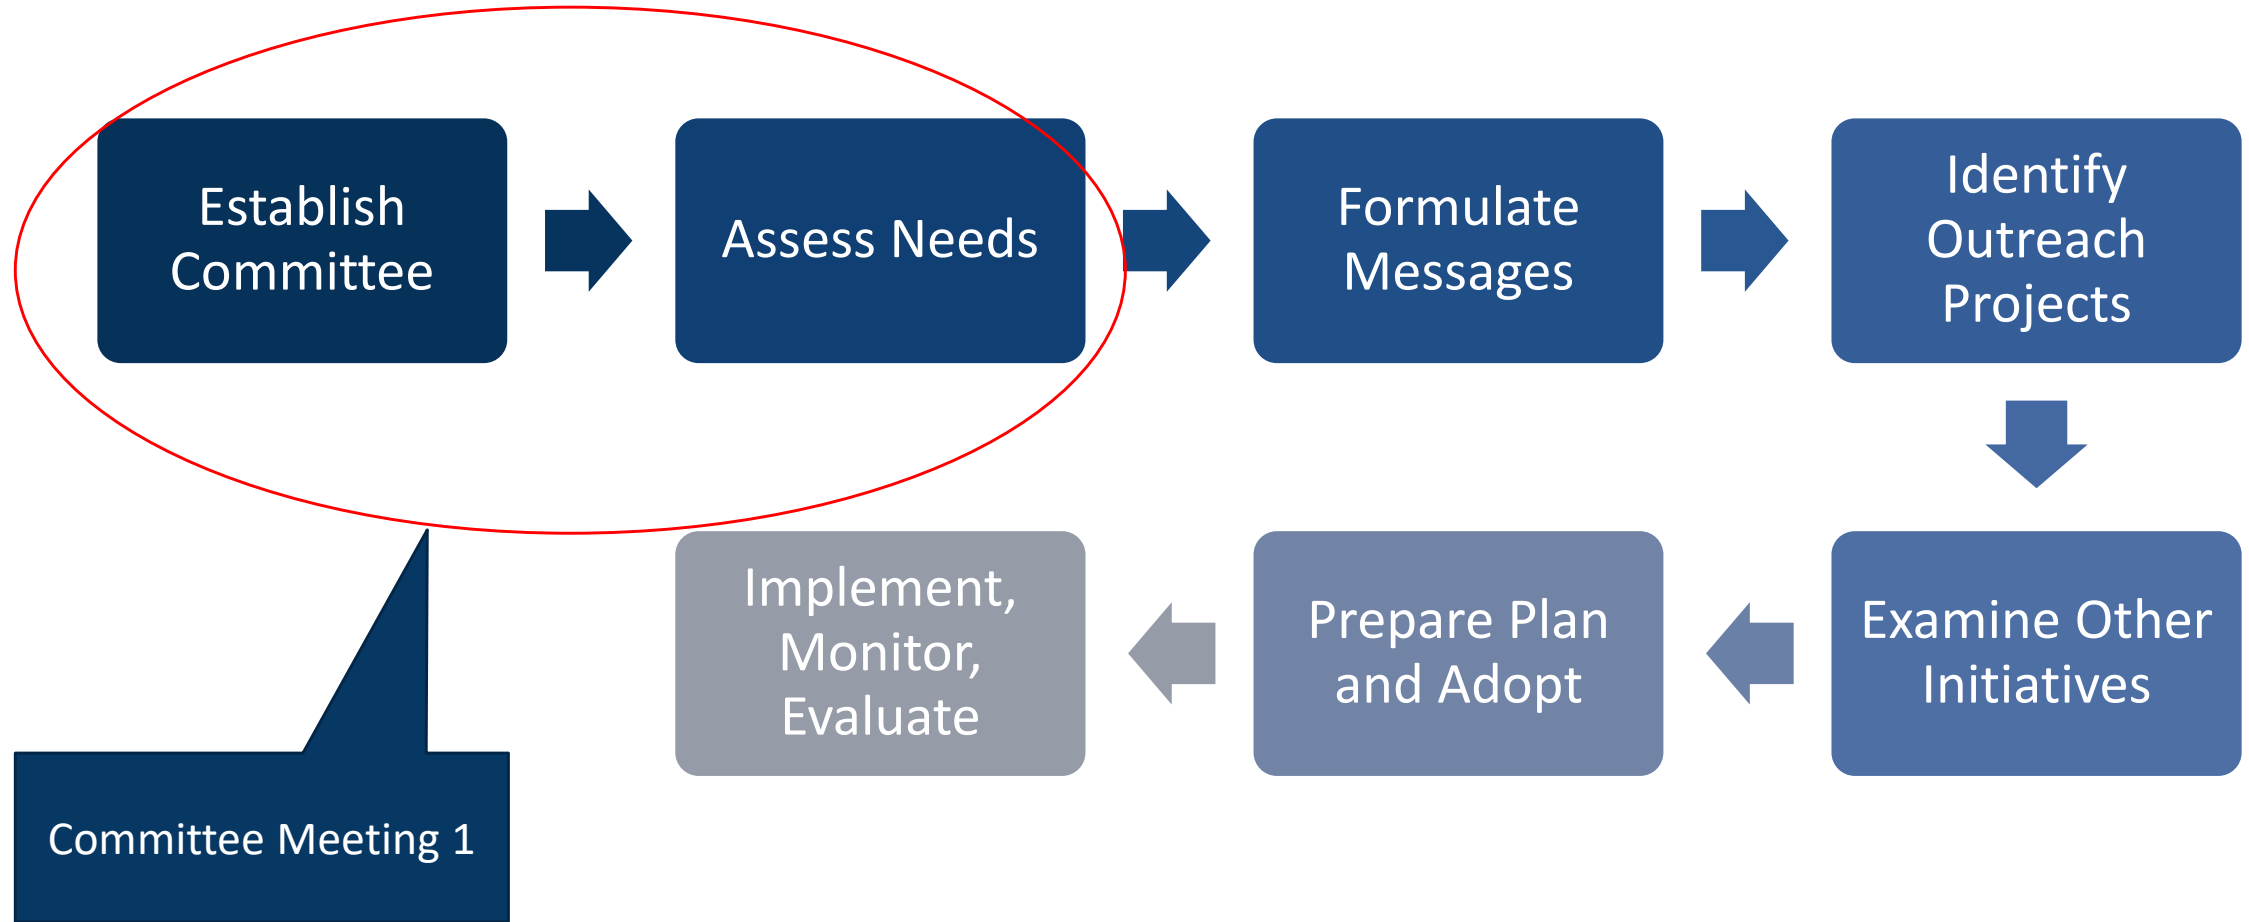 Establish
Committee
Assess Needs
Formulate
Messages
Identify
Outreach
Projects
Examine Other
Initiatives
Prepare Plan
and Adopt
Implement,
Monitor,
Evaluate
Committee Meeting 1